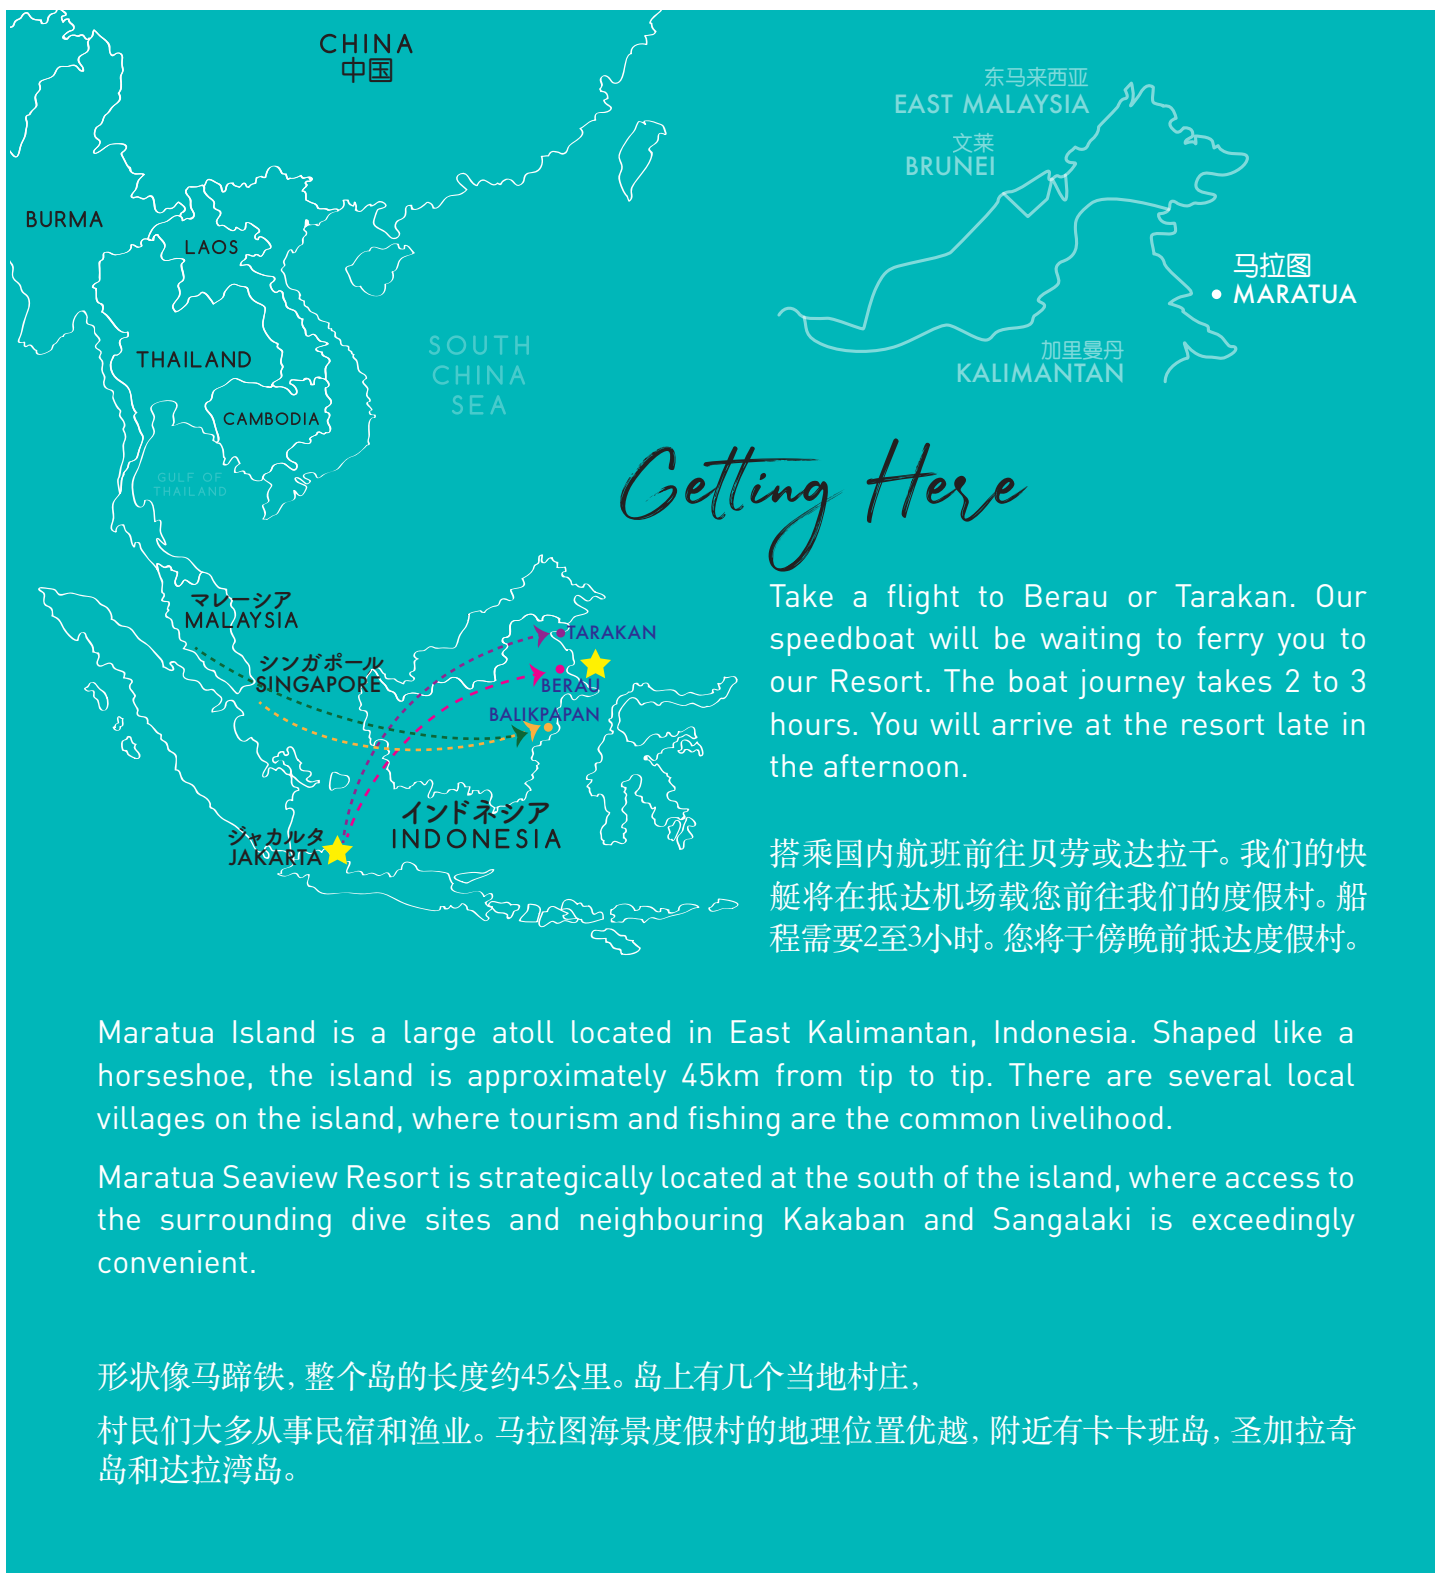 CHINA
中国
东马来西亚
EAST MALAYSIA
文莱
BRUNEI
BURMA
LAOS
马拉图
MARATUA
SOUTH
CHINA
SEA
THAILAND
加里曼丹
KALIMANTAN
CAMBODIA
GULF OF
THAILAND
Getting Here
マレーシア
MALAYSIA
シンガポール
SINGAPORE
TARAKAN
BERAU
BALIKPAPAN
インドネシア
INDONESIA
ジャカルタ
JAKARTA
Take a flight to Berau or Tarakan. Our
speedboat will be waiting to ferry you to
our Resort. The boat journey takes 2 to 3
hours. You will arrive at the resort late in
the afternoon.
搭乘国内航班前往贝劳或达拉干。我们的快
艇将在抵达机场载您前往我们的度假村。船
程需要2至3小时。您将于傍晚前抵达度假村。
Maratua Island is a large atoll located in East Kalimantan, Indonesia. Shaped like a
horseshoe, the island is approximately 45km from tip to tip. There are several local
villages on the island, where tourism and fishing are the common livelihood.
Maratua Seaview Resort is strategically located at the south of the island, where access to
the surrounding dive sites and neighbouring Kakaban and Sangalaki is exceedingly
convenient.
形状像马蹄铁, 整个岛的长度约45公里。岛上有几个当地村庄,
村民们大多从事民宿和渔业。马拉图海景度假村的地理位置优越, 附近有卡卡班岛, 圣加拉奇
岛和达拉湾岛。